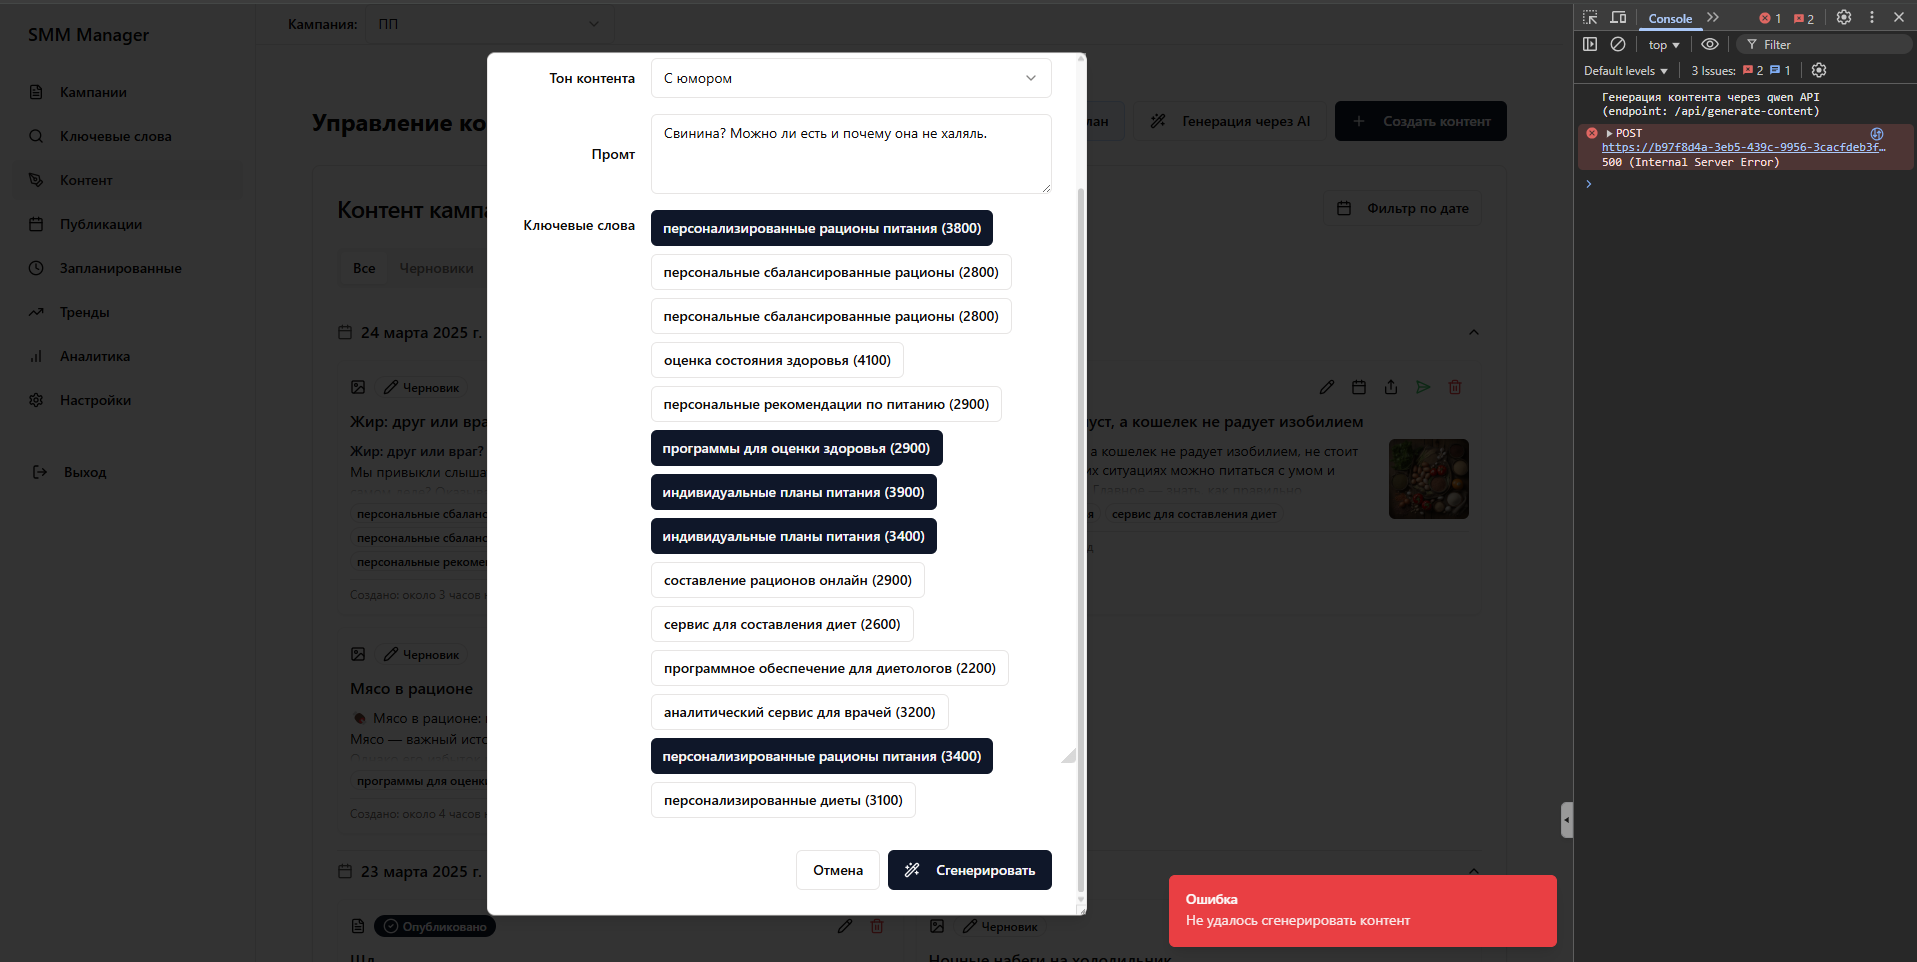 SMM Manager
Кампании
Ключевые слова
Контент
Публикации
Запланированные
Тренды
Аналитика
Настройки
Выход
Кампания:
ПП
Управление ко
лан
Генерация через AI
Создать контент
Контент кампа
Фильтр по дате
Все
Черновики
24 марта 2025 г.
Черновик
Жир: друг или вра
Жир: друг или враг?
Мы привыкли слыша
персональные сбаланс
персональные сбаланс
персональные рекомен
Создано: около 3 часов н
уст, а кошелек не радует изобилием
а кошелек не радует изобилием, не стоит
их ситуациях можно питаться с умом и
Главное — знать, как правильно
я
сервис для составления диет
Черновик
Мясо в рационе
Мясо в рационе:
Мясо — важный исто
программы для оценки
Создано: около 4 часов
23 марта 2025 г.
Опубликовано
Черновик
Ночные набеги на холодильник
Тон контента
С юмором
Промт
Свинина? Можно ли есть и почему она не халяль.
Ключевые слова
персонализированные рационы питания (3800)
персональные сбалансированные рационы (2800)
персональные сбалансированные рационы (2800)
оценка состояния здоровья (4100)
персональные рекомендации по питанию (2900)
программы для оценки здоровья (2900)
индивидуальные планы питания (3900)
индивидуальные планы питания (3400)
составление рационов онлайн (2900)
сервис для составления диет (2600)
программное обеспечение для диетологов (2200)
аналитический сервис для врачей (3200)
персонализированные рационы питания (3400)
персонализированные диеты (3100)
Отмена
Сгенерировать
Ошибка
Не удалось сгенерировать контент
Console
1
2
top
Filter
Default levels
3 Issues:
2
1
Генерация контента через qwen API
(endpoint: /api/generate-content)
POST
https://b97f8d4a-3eb5-439c-9956-3cacfdeb3f…
500 (Internal Server Error)